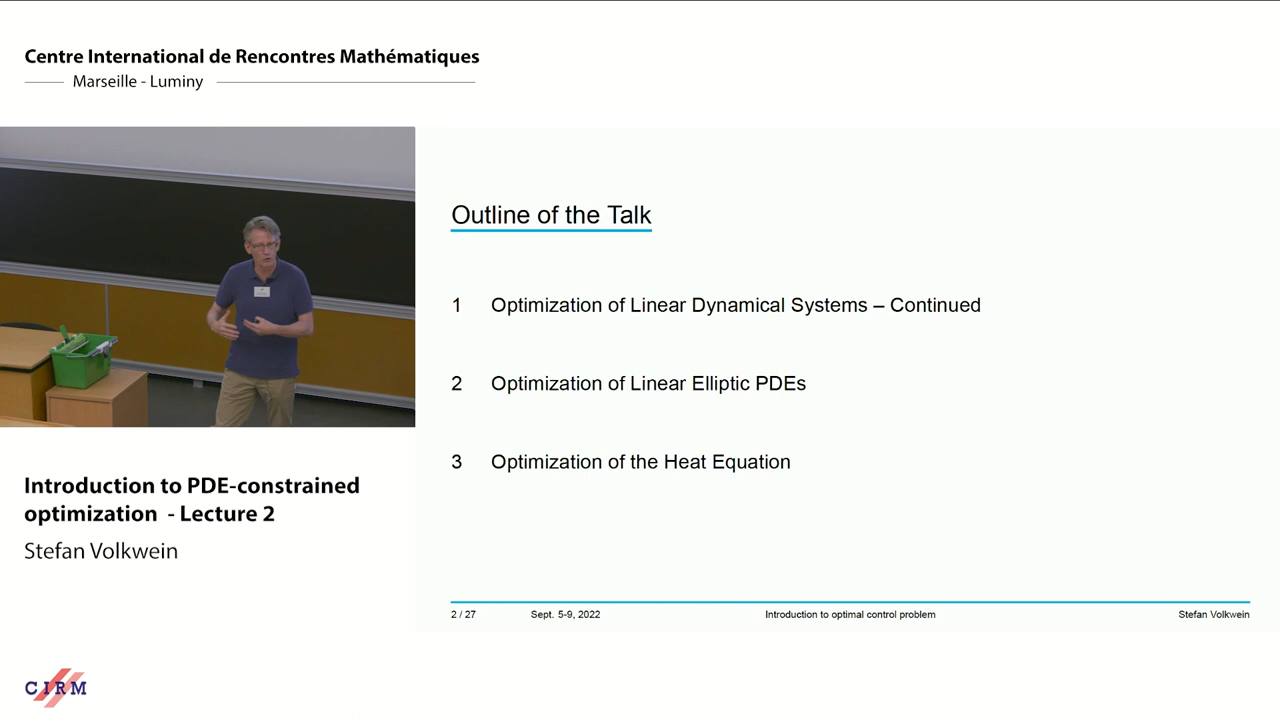 Centre International de Rencontres Mathématiques
Marseille - Luminy
Outline of the Talk
1 Optimization of Linear Dynamical Systems – Continued
2 Optimization of Linear Elliptic PDEs
3 Optimization of the Heat Equation
2 / 27 Sept. 5-9, 2022 Introduction to optimal control problem Stefan Volkwein
Introduction to PDE-constrained
optimization - Lecture 2
Stefan Volkwein
CIRM